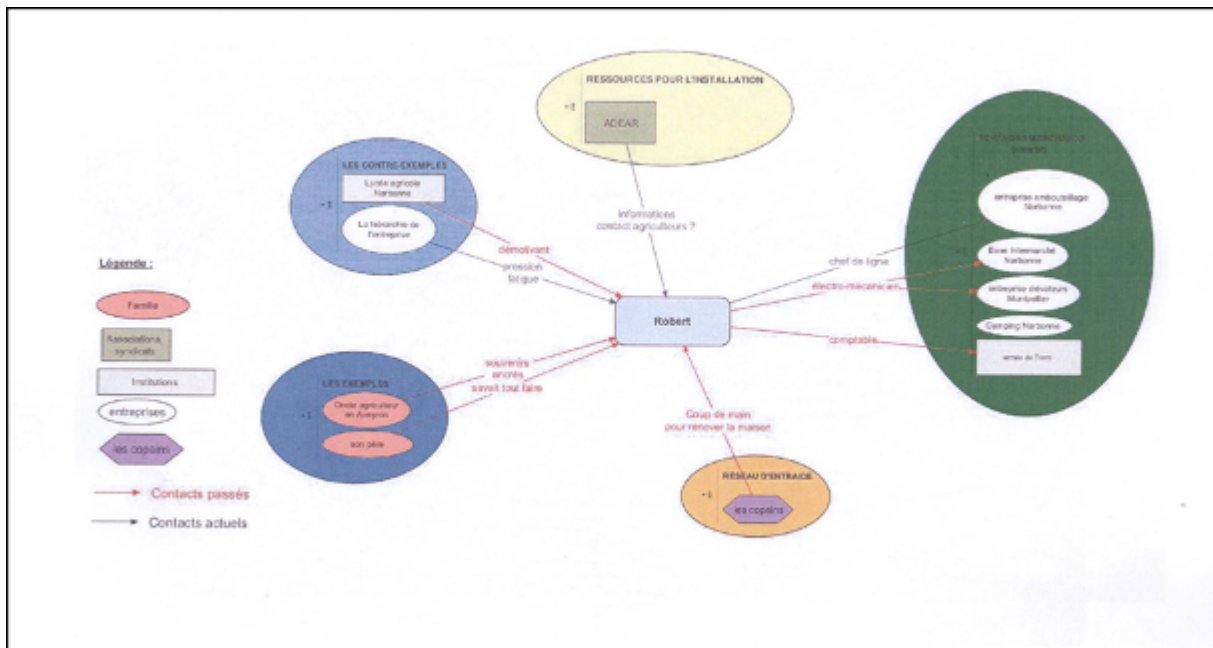 RESSOURCES POUR L'INSTALLATION
ADEAR
LES CONTRE-EXEMPLES
Lycée agricole
Narbonne
La hiérarchie de
l'entreprise
informations
contact agriculteurs ?
démotivant
pression
fatigue
entreprise embouteillage
Narbonne
chef de ligne
Intermarché
Narbonne
électro-mécanicien
entreprise élévateurs
Montpellier
Camping Narbonne
comptable
Robert
Légende :
Famille
Associations,
syndicats
Institutions
entreprises
les copains
Contacts passés
Contacts actuels
LES EXEMPLES
Oncle agriculteur
en Aveyron
son père
souvenirs
ancrés
savait tout faire
Coup de main
pour rénover la maison
RESEAU D'ENTRAIDE
les copains